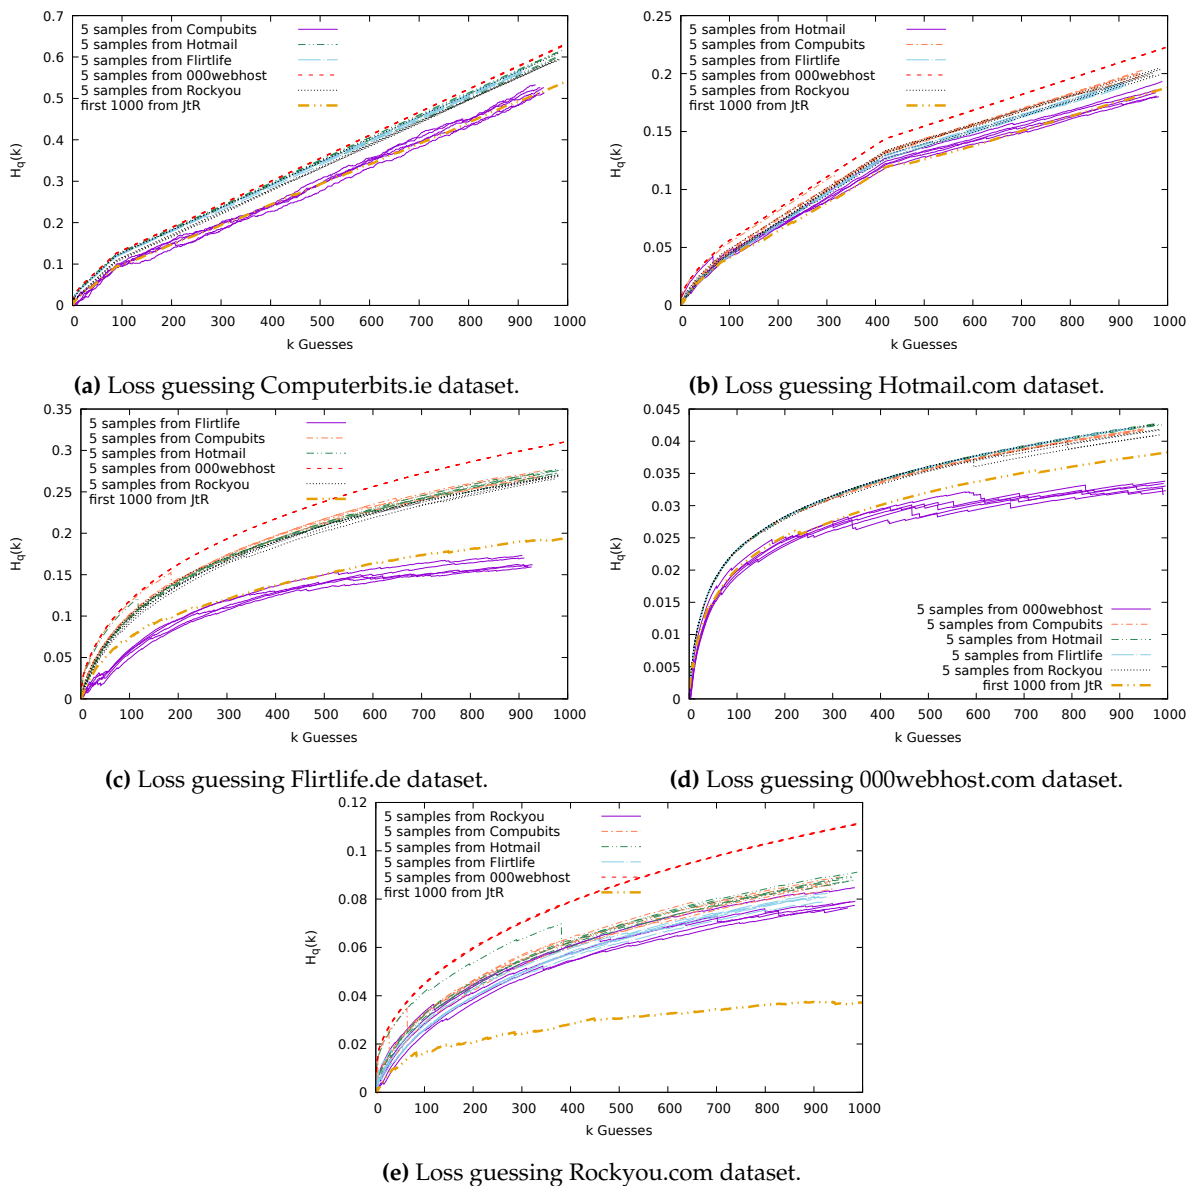 0.7
0.6
0.5
0.4
0.3
0.2
0.1
0
Hq(k)
5 samples from Compubits
5 samples from Hotmail
5 samples from Flirtlife
5 samples from 000webhost
5 samples from Rockyou
first 1000 from JtR
0 100 200 300 400 500 600 700 800 900 1000
k Guesses
(a) Loss guessing Computerbits.ie dataset.
0.25
0.2
0.15
0.1
0.05
0
Hq(k)
5 samples from Hotmail
5 samples from Compubits
5 samples from Flirtlife
5 samples from 000webhost
5 samples from Rockyou
first 1000 from JtR
0 100 200 300 400 500 600 700 800 900 1000
k Guesses
(b) Loss guessing Hotmail.com dataset.
0.35
0.3
0.25
0.2
0.15
0.1
0.05
0
Hq(k)
5 samples from Flirtlife
5 samples from Compubits
5 samples from Hotmail
5 samples from 000webhost
5 samples from Rockyou
first 1000 from JtR
0 100 200 300 400 500 600 700 800 900 1000
k Guesses
(c) Loss guessing Flirtlife.de dataset.
0.045
0.04
0.035
0.03
0.025
0.02
0.015
0.01
0.005
0
Hq(k)
5 samples from 000webhost
5 samples from Compubits
5 samples from Hotmail
5 samples from Flirtlife
5 samples from Rockyou
first 1000 from JtR
0 100 200 300 400 500 600 700 800 900 1000
k Guesses
(d) Loss guessing 000webhost.com dataset.
0.12
0.1
0.08
0.06
0.04
0.02
0
Hq(k)
5 samples from Rockyou
5 samples from Compubits
5 samples from Hotmail
5 samples from Flirtlife
5 samples from 000webhost
first 1000 from JtR
0 100 200 300 400 500 600 700 800 900 1000
k Guesses
(e) Loss guessing Rockyou.com dataset.